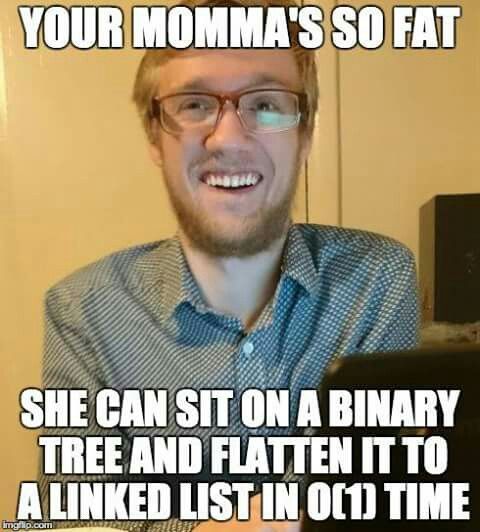 YOUR MOMMA'S SO FAT
SHE CAN SIT ON A BINARY
TREE AND FLATTEN IT TO
A LINKED LIST IN O(1) TIME
imgflip.com